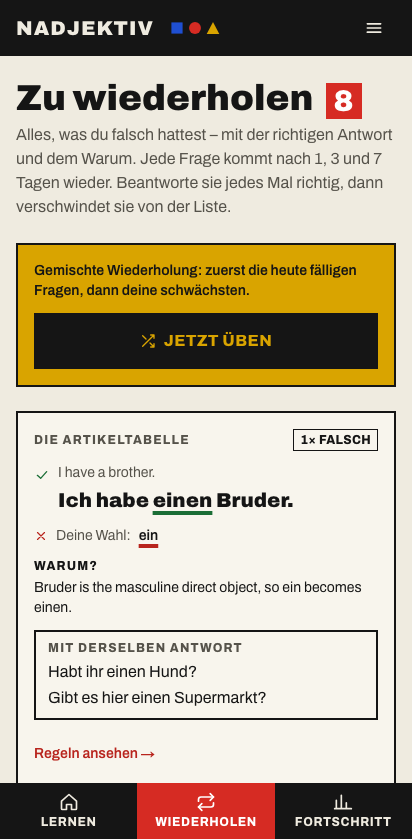 NADJEKTIV
Zu wiederholen 8
Alles, was du falsch hattest – mit der richtigen Antwort
und dem Warum. Jede Frage kommt nach 1, 3 und 7
Tagen wieder. Beantworte sie jedes Mal richtig, dann
verschwindet sie von der Liste.
Gemischte Wiederholung: zuerst die heute fälligen
Fragen, dann deine schwächsten.
JETZT ÜBEN
DIE ARTIKELTABELLE
1× FALSCH
I have a brother.
Ich habe einen Bruder.
Deine Wahl: ein
WARUM?
Bruder is the masculine direct object, so ein becomes
einen.
MIT DERSELBEN ANTWORT
Habt ihr einen Hund?
Gibt es hier einen Supermarkt?
Regeln ansehen →
LERNEN
WIEDERHOLEN
FORTSCHRITT